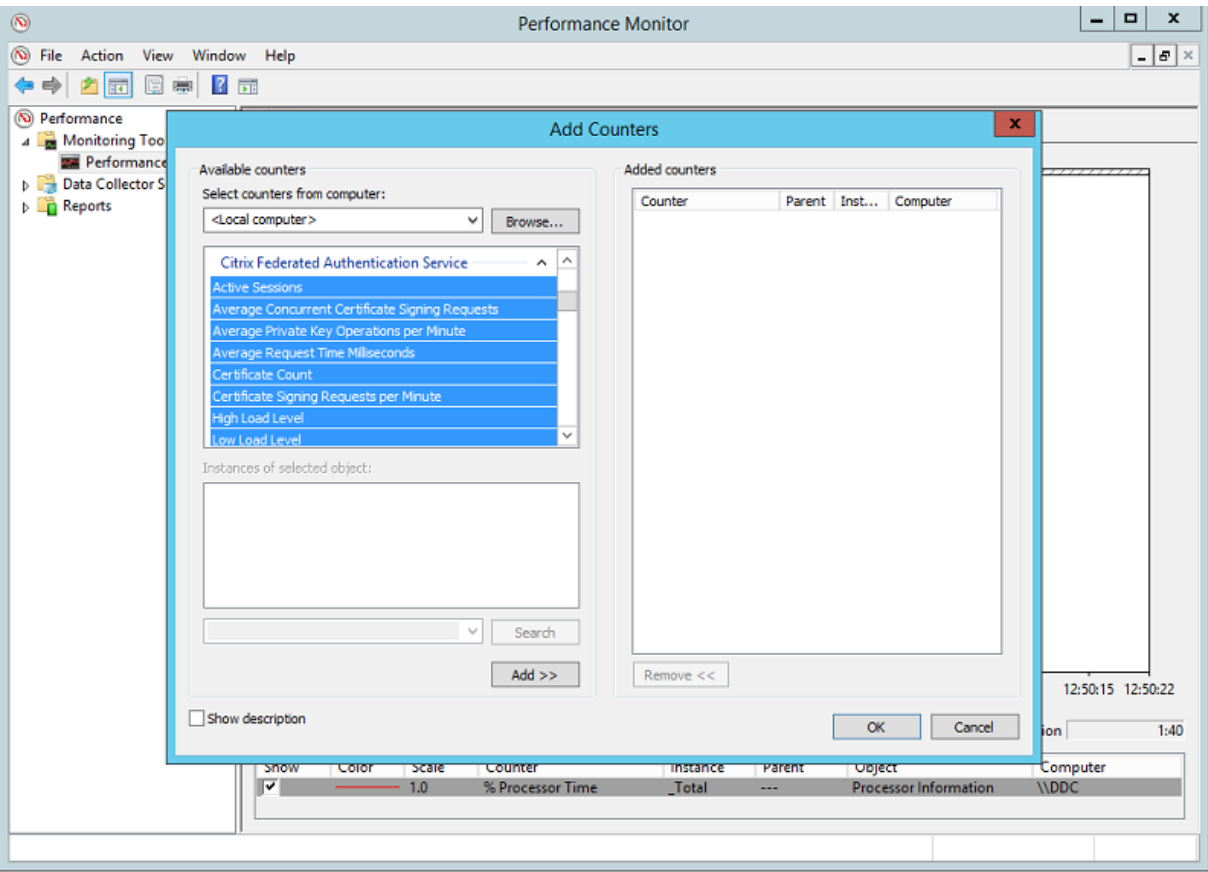 Performance Monitor
File Action View Window Help
Performance
Monitoring Too
Performance
Data Collector S
Reports
Add Counters
Available counters
Select counters from computer:
<Local computer>
Browse...
Citrix Federated Authentication Service
Active Sessions
Average Concurrent Certificate Signing Requests
Average Private Key Operations per Minute
Average Request Time Miliseconds
Certificate Count
Certificate Signing Requests per Minute
High Load Level
Low Load Level
Instances of selected object:
Search
Add >>
Show description
Added counters
Counter Parent Inst... Computer
Remove <<
OK Cancel
12:50:15 12:50:22
ion 1:40
Show Color Scale Counter Instance Parent Object Computer
1.0 % Processor Time _Total --- Processor Information \\DDC